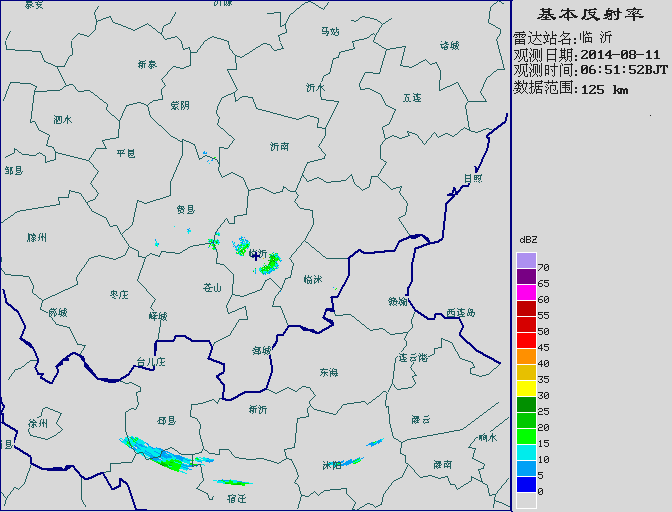 基本反射率
雷达站名:临 沂
观测日期:2014-08-11
观测时间:06:51:52BJT
数据范围:125 km
泰安
沂源
马站
诸城
新泰
沂水
五莲
蒙阴
泗水
平邑
沂南
邹县
日照
费县
滕州
临沂
临沭
苍山
枣庄
赣榆
西连岛
薛城
峄城
郯城
台儿庄
连云港
东海
新沂
徐州
邳县
灌云
响水
沭阳
灌南
宿迁
县
dBZ
70
65
60
55
50
45
40
35
30
25
20
15
10
5
0